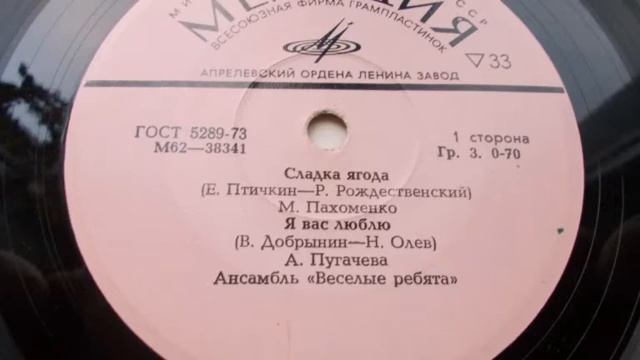 ВСЕСОЮЗНАЯ ФИРМА ГРАМПЛАСТИНОК
▽33
АПРЕЛЕВСКИЙ ОРДЕНА ЛЕНИНА ЗАВОД
ГОСТ 5289-73
М62—38341
1 сторона
Гр. 3. 0-70
Сладка ягода
(Е. Птичкин—Р. Рождественский)
М. Пахоменко
Я вас люблю
(В. Добрынин—Н. Олев)
А. Пугачева
Ансамбль «Веселые ребята»